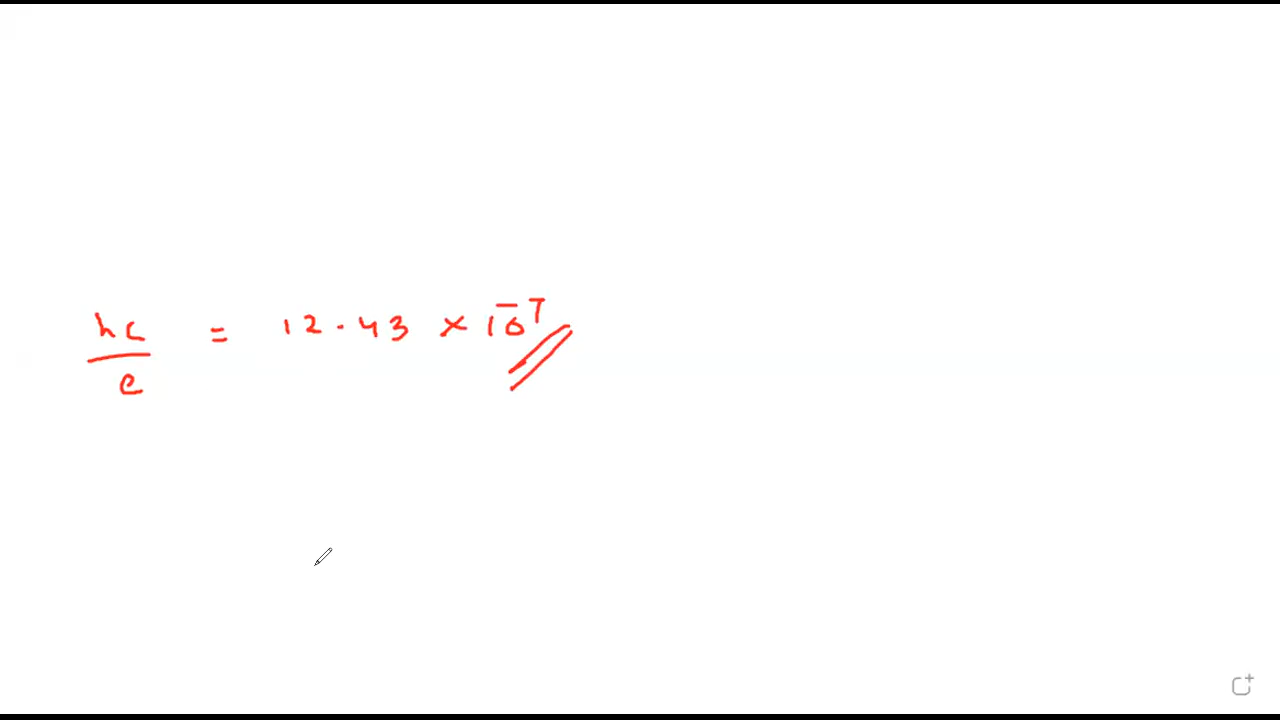 hc/e = 12.43 × 10⁻⁷